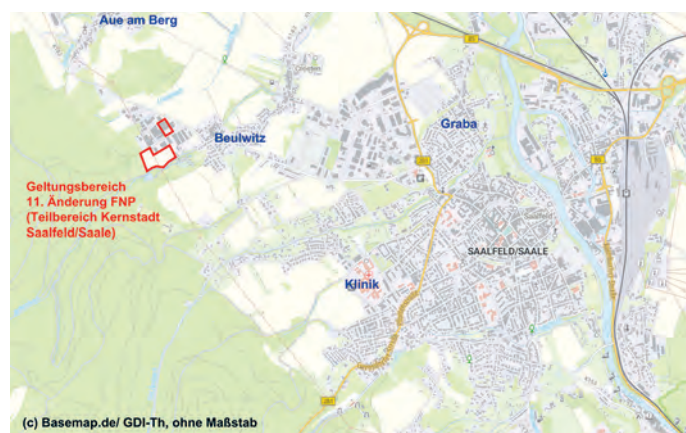 Aue am Berg
Beulwitz
Graba
Geltungsbereich
11. Änderung FNP
(Teilbereich Kernstadt
Saalfeld/Saale)
Saalfeld
SAALFELD/SAALE
Klinik
(c) Basemap.de/ GDI-Th, ohne Maßstab